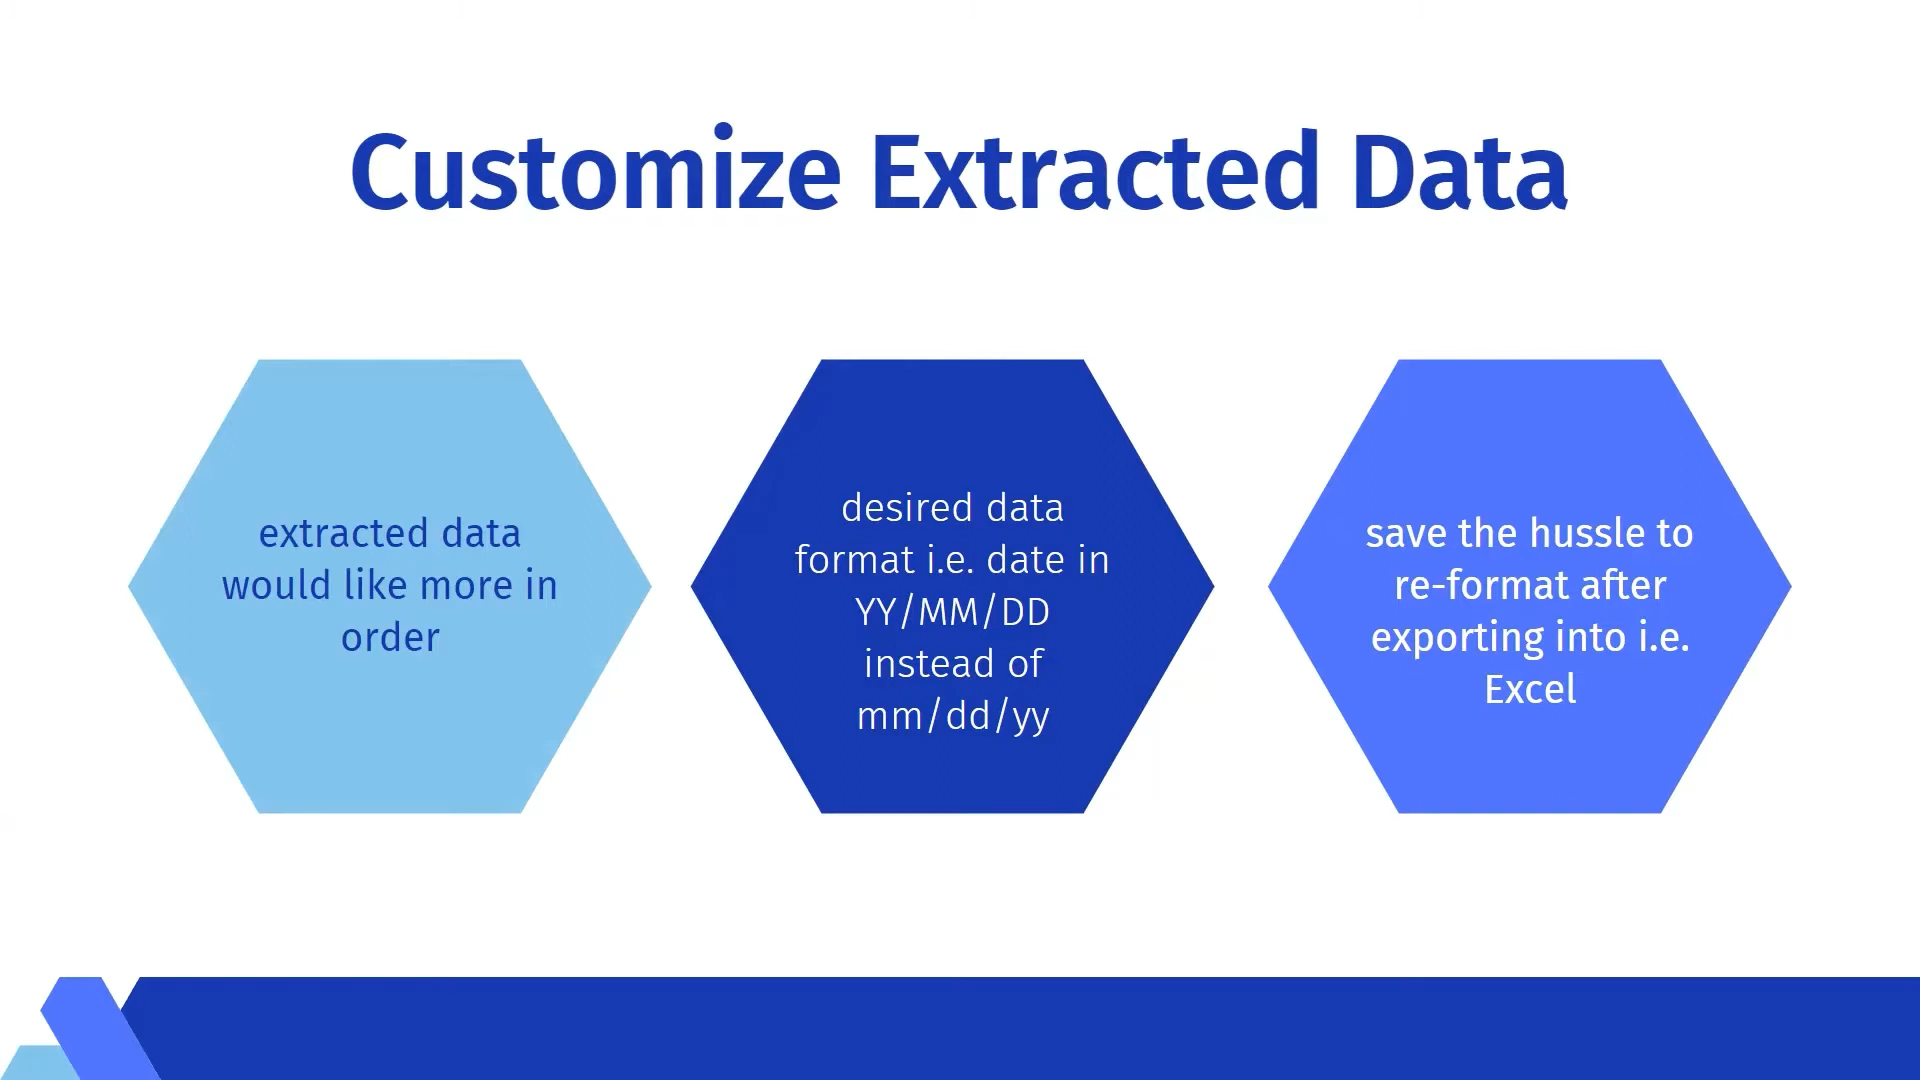 Customize Extracted Data
extracted data
would like more in
order
desired data
format i.e. date in
YY/MM/DD
instead of
mm/dd/yy
save the hussle to
re-format after
exporting into i.e.
Excel